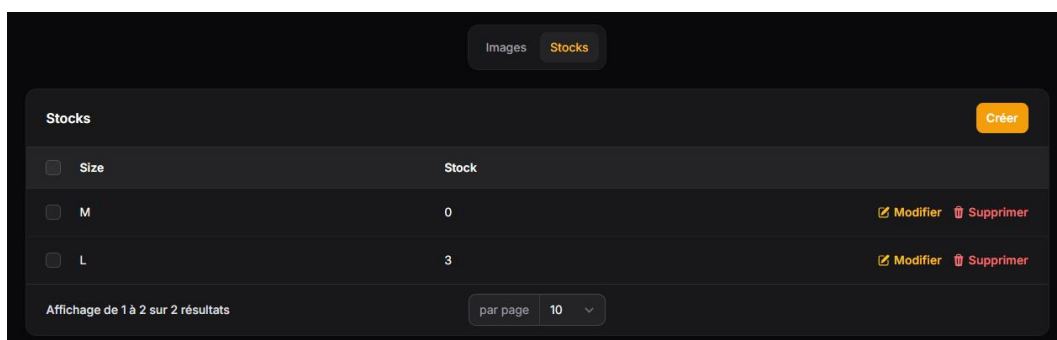 Images Stocks
Stocks Créer
Size Stock
M 0 Modifier Supprimer
L 3 Modifier Supprimer
Affichage de 1 à 2 sur 2 résultats par page 10